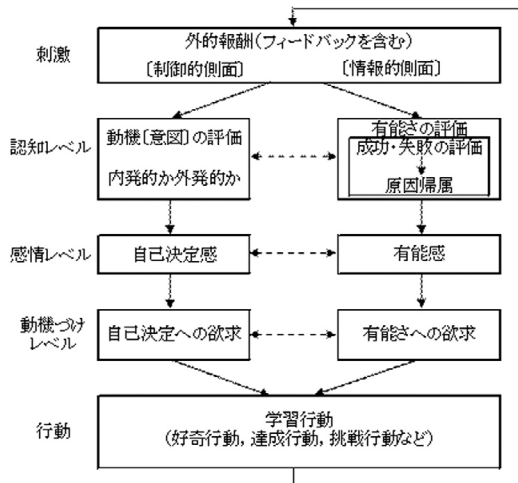 刺激
外的報酬(フィードバックを含む)
〔制御的側面〕 〔情報的側面〕
認知レベル
動機〔意図〕の評価
内発的か外発的か
有能さの評価
成功・失敗の評価
原因帰属
感情レベル
自己決定感
有能感
動機づけ
レベル
自己決定への欲求
有能さへの欲求
行動
学習行動
(好奇行動, 達成行動, 挑戦行動など)